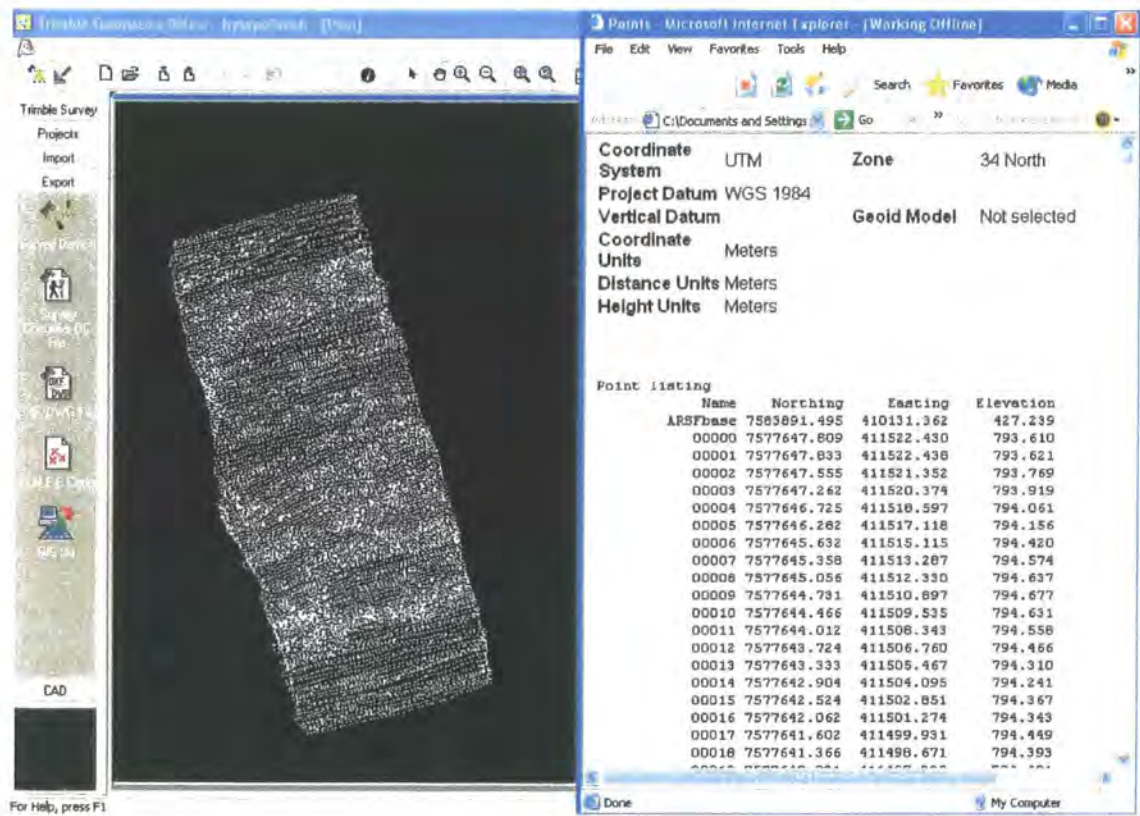 Trimble Survey
Projects
Import
Export
CAD
For Help, press F1
Points - Microsoft Internet Explorer - [Working Offline]
File Edit View Favorites Tools Help
Search Favorites Media
C:\Documents and Settings Go
Coordinate System UTM Zone 34 North
Project Datum WGS 1984
Vertical Datum Geoid Model Not selected
Coordinate Units Meters
Distance Units Meters
Height Units Meters
Point listing
Name Northing Easting Elevation
ARSFbase 7583891.495 410131.362 427.239
00000 7577647.809 411522.430 793.610
00001 7577647.833 411522.438 793.621
00002 7577647.555 411521.352 793.769
00003 7577647.262 411520.374 793.919
00004 7577646.725 411518.597 794.061
00005 7577646.282 411517.118 794.156
00006 7577645.632 411515.115 794.420
00007 7577645.358 411513.287 794.574
00008 7577645.056 411512.330 794.637
00009 7577644.731 411510.897 794.677
00010 7577644.466 411509.535 794.631
00011 7577644.012 411508.343 794.558
00012 7577643.724 411506.760 794.466
00013 7577643.333 411505.467 794.310
00014 7577642.904 411504.095 794.241
00015 7577642.524 411502.851 794.367
00016 7577642.062 411501.274 794.343
00017 7577641.602 411499.931 794.449
00018 7577641.366 411498.671 794.393
Done My Computer